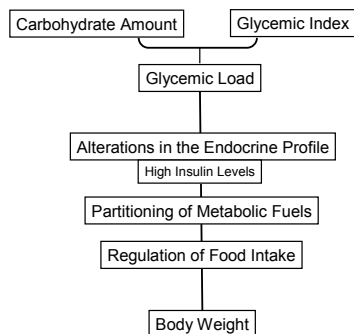 Carbohydrate Amount
Glycemic Index
Glycemic Load
Alterations in the Endocrine Profile
High Insulin Levels
Partitioning of Metabolic Fuels
Regulation of Food Intake
Body Weight